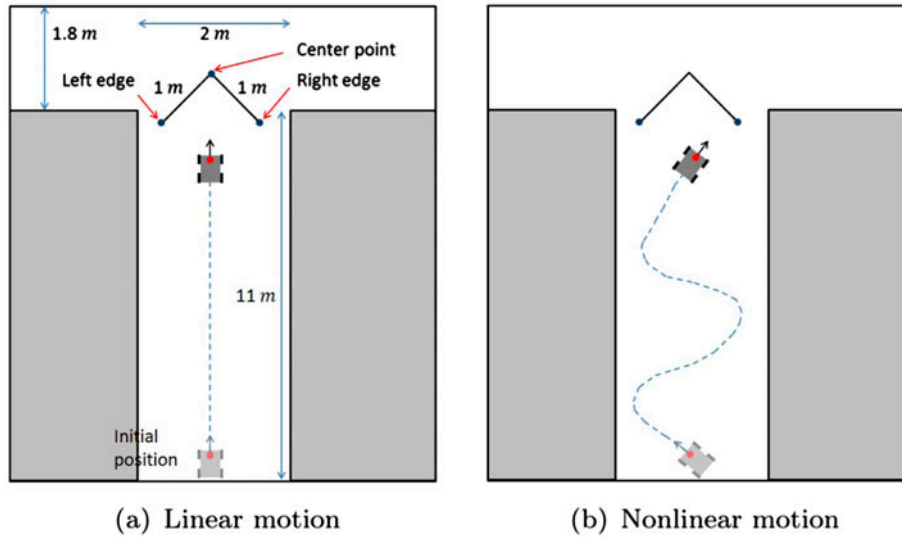 1.8 m
2 m
Center point
Left edge
1 m
1 m
Right edge
11 m
Initial
position
(a) Linear motion
(b) Nonlinear motion